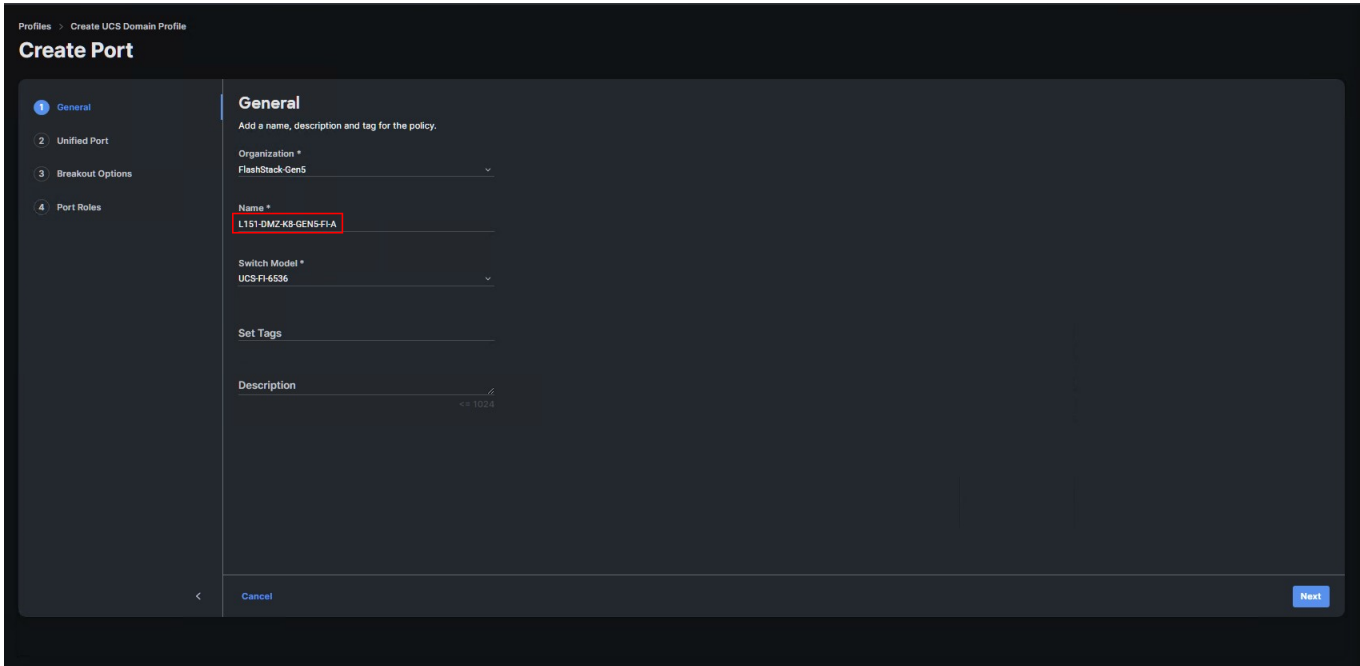 Profiles > Create UCS Domain Profile
Create Port
1 General
2 Unified Port
3 Breakout Options
4 Port Roles
General
Add a name, description and tag for the policy.
Organization *
FlashStack-Gen5
Name *
L151-DMZ-K8-GEN5-FI-A
Switch Model *
UCS-FI-6536
Set Tags
Description
<= 1024
Cancel
Next